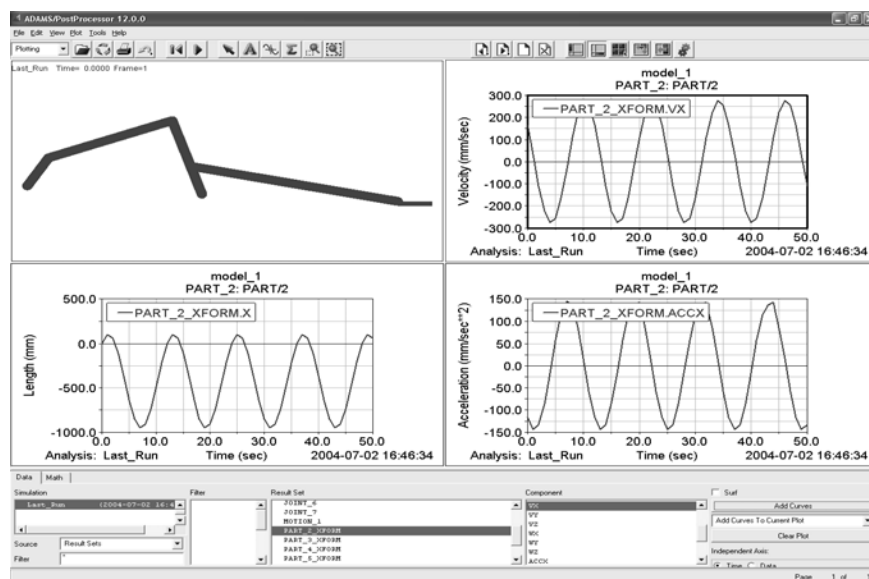 ADAMS/PostProcessor 12.0.0
File Edit View Plot Tools Help
Plotting
Last_Run Time= 0.0000 Frame=1
model_1
PART_2: PART/2
PART_2_XFORM.VX
Velocity (mm/sec)
300.0
200.0
100.0
0.0
-100.0
-200.0
-300.0
0.0 10.0 20.0 30.0 40.0 50.0
Analysis: Last_Run Time (sec) 2004-07-02 16:46:34
model_1
PART_2: PART/2
PART_2_XFORM.X
Length (mm)
500.0
0.0
-500.0
-1000.0
0.0 10.0 20.0 30.0 40.0 50.0
Analysis: Last_Run Time (sec) 2004-07-02 16:46:34
model_1
PART_2: PART/2
PART_2_XFORM.ACCX
Acceleration (mm/sec**2)
150.0
100.0
50.0
0.0
-50.0
-100.0
-150.0
0.0 10.0 20.0 30.0 40.0 50.0
Analysis: Last_Run Time (sec) 2004-07-02 16:46:34
Data Math
Simulation
Last_Run (2004-07-02 16:4
Source Result Sets
Filter *
Filter
Result Set
JOINT_6
JOINT_7
MOTION_1
PART_2_XFORM
PART_3_XFORM
PART_4_XFORM
PART_5_XFORM
Component
VX
VY
VZ
WX
WY
WZ
ACCX
Surf
Add Curves
Add Curves To Current Plot
Clear Plot
Independent Axis:
Time Data
Page 1 of